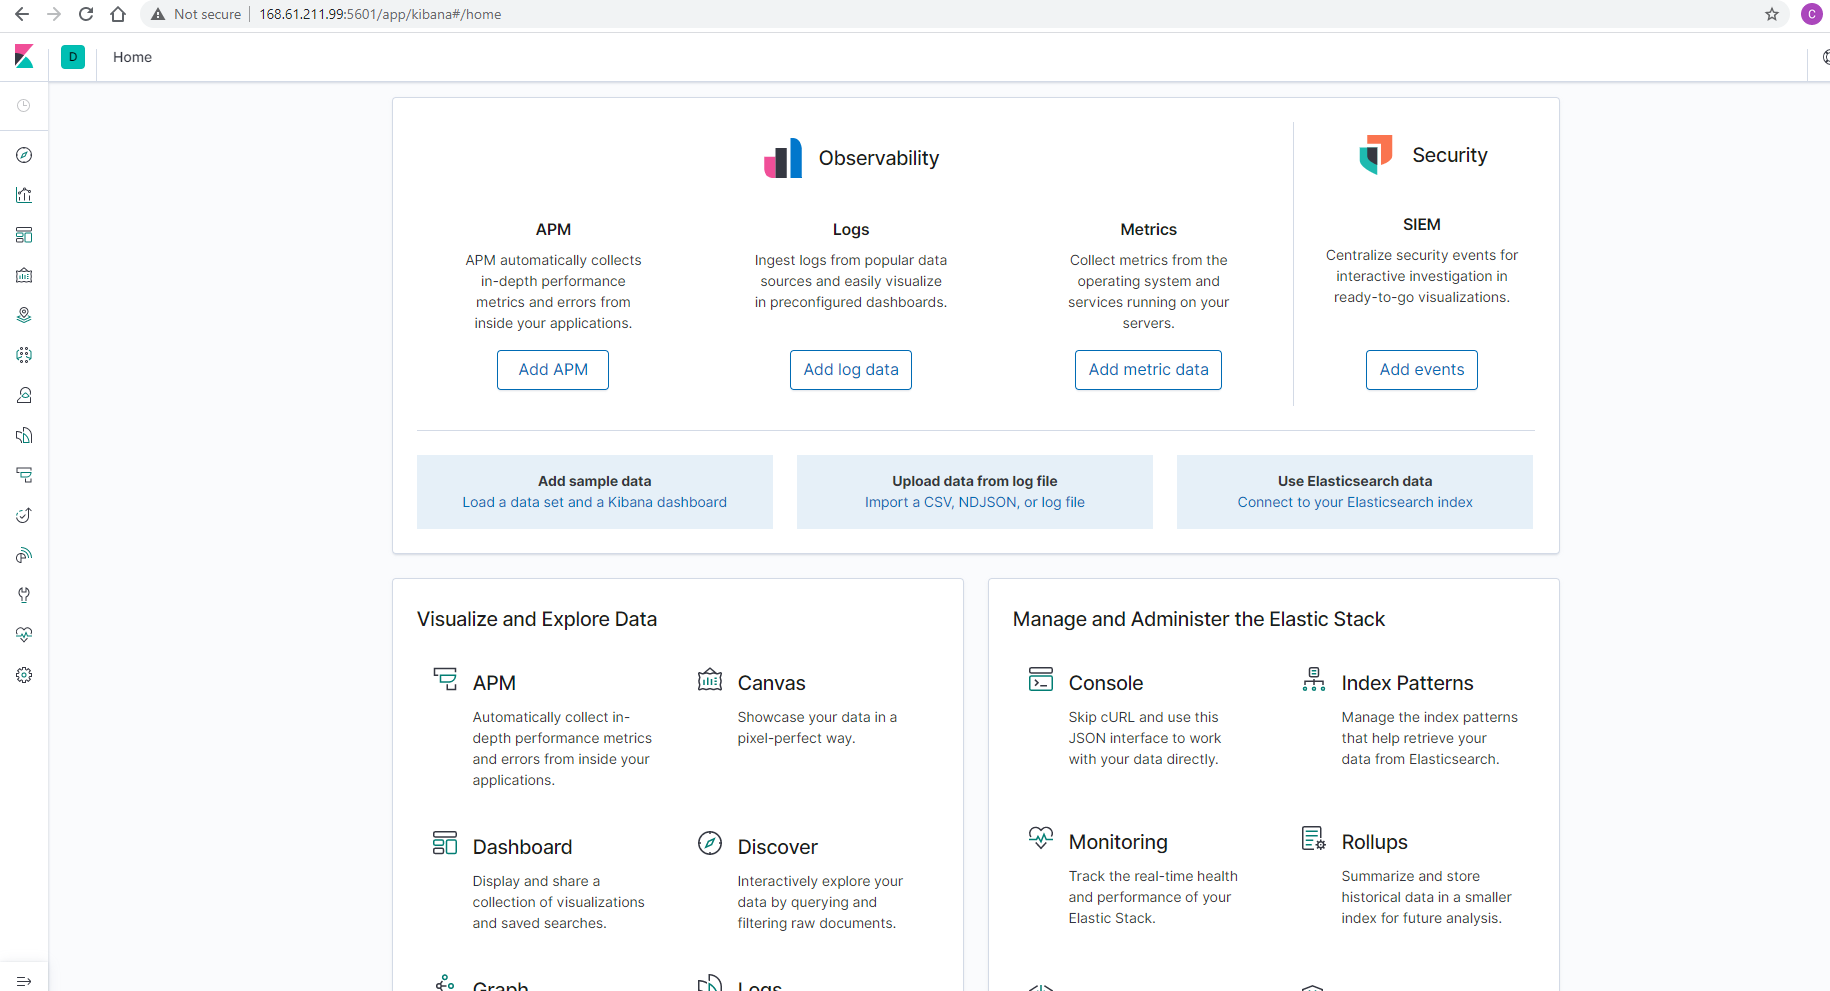 Not secure 168.61.211.99:5601/app/kibana#/home
C
D
Home
Observability
Security
APM
APM automatically collects
in-depth performance
metrics and errors from
inside your applications.
Add APM
Logs
Ingest logs from popular data
sources and easily visualize
in preconfigured dashboards.
Add log data
Metrics
Collect metrics from the
operating system and
services running on your
servers.
Add metric data
SIEM
Centralize security events for
interactive investigation in
ready-to-go visualizations.
Add events
Add sample data
Load a data set and a Kibana dashboard
Upload data from log file
Import a CSV, NDJSON, or log file
Use Elasticsearch data
Connect to your Elasticsearch index
Visualize and Explore Data
APM
Automatically collect in-
depth performance metrics
and errors from inside your
applications.
Canvas
Showcase your data in a
pixel-perfect way.
Dashboard
Display and share a
collection of visualizations
and saved searches.
Discover
Interactively explore your
data by querying and
filtering raw documents.
Graph
Logs
Manage and Administer the Elastic Stack
Console
Skip cURL and use this
JSON interface to work
with your data directly.
Index Patterns
Manage the index patterns
that help retrieve your
data from Elasticsearch.
Monitoring
Track the real-time health
and performance of your
Elastic Stack.
Rollups
Summarize and store
historical data in a smaller
index for future analysis.